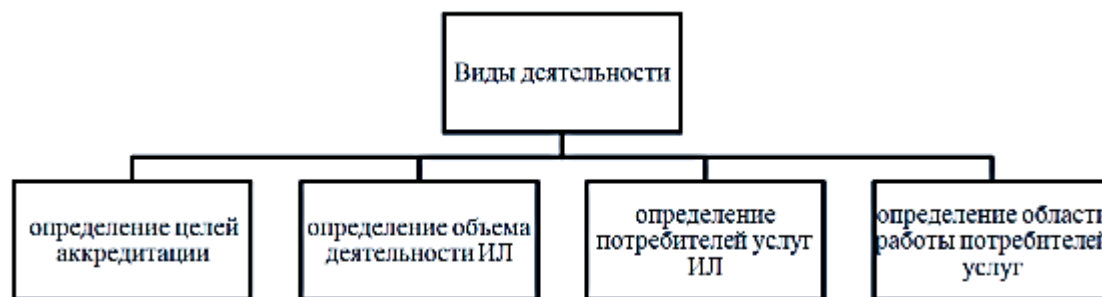 Виды деятельности
определение целей
аккредитации
определение объема
деятельности ИЛ
определение
потребителей услуг
ИЛ
определение области
работы потребителей
услуг